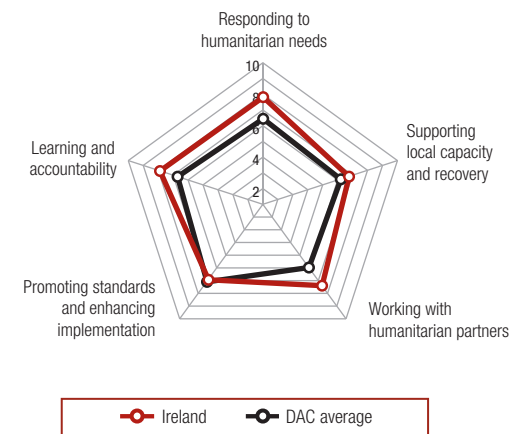 Responding to
humanitarian needs
10
8
6
4
2
Supporting
local capacity
and recovery
Learning and
accountability
Promoting standards
and enhancing
implementation
Working with
humanitarian partners
Ireland
DAC average